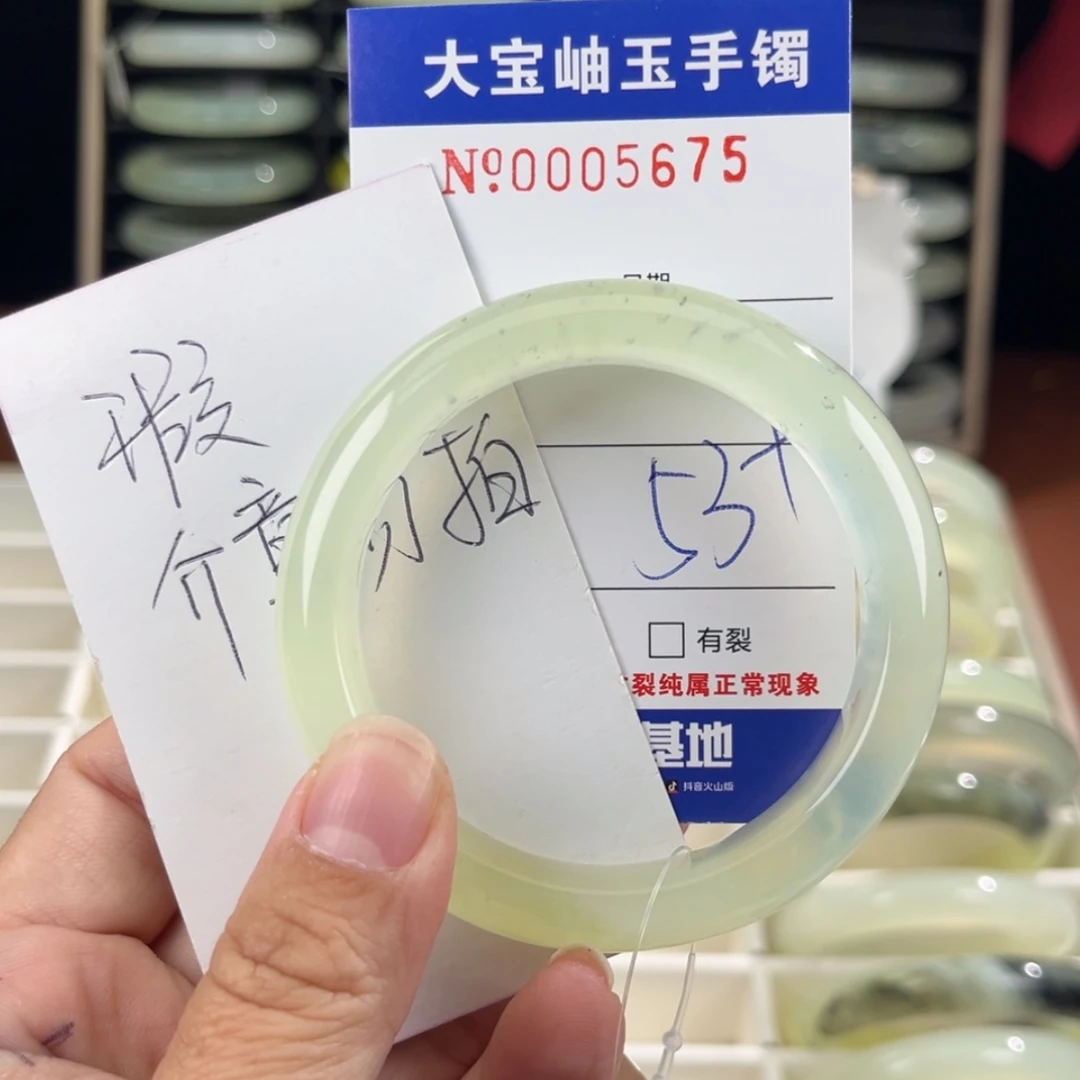 大宝岫玉手镯
№0005675
日期
瑕
介意勿拍
53+
有裂
裂纯属正常现象
基地
抖音火山版